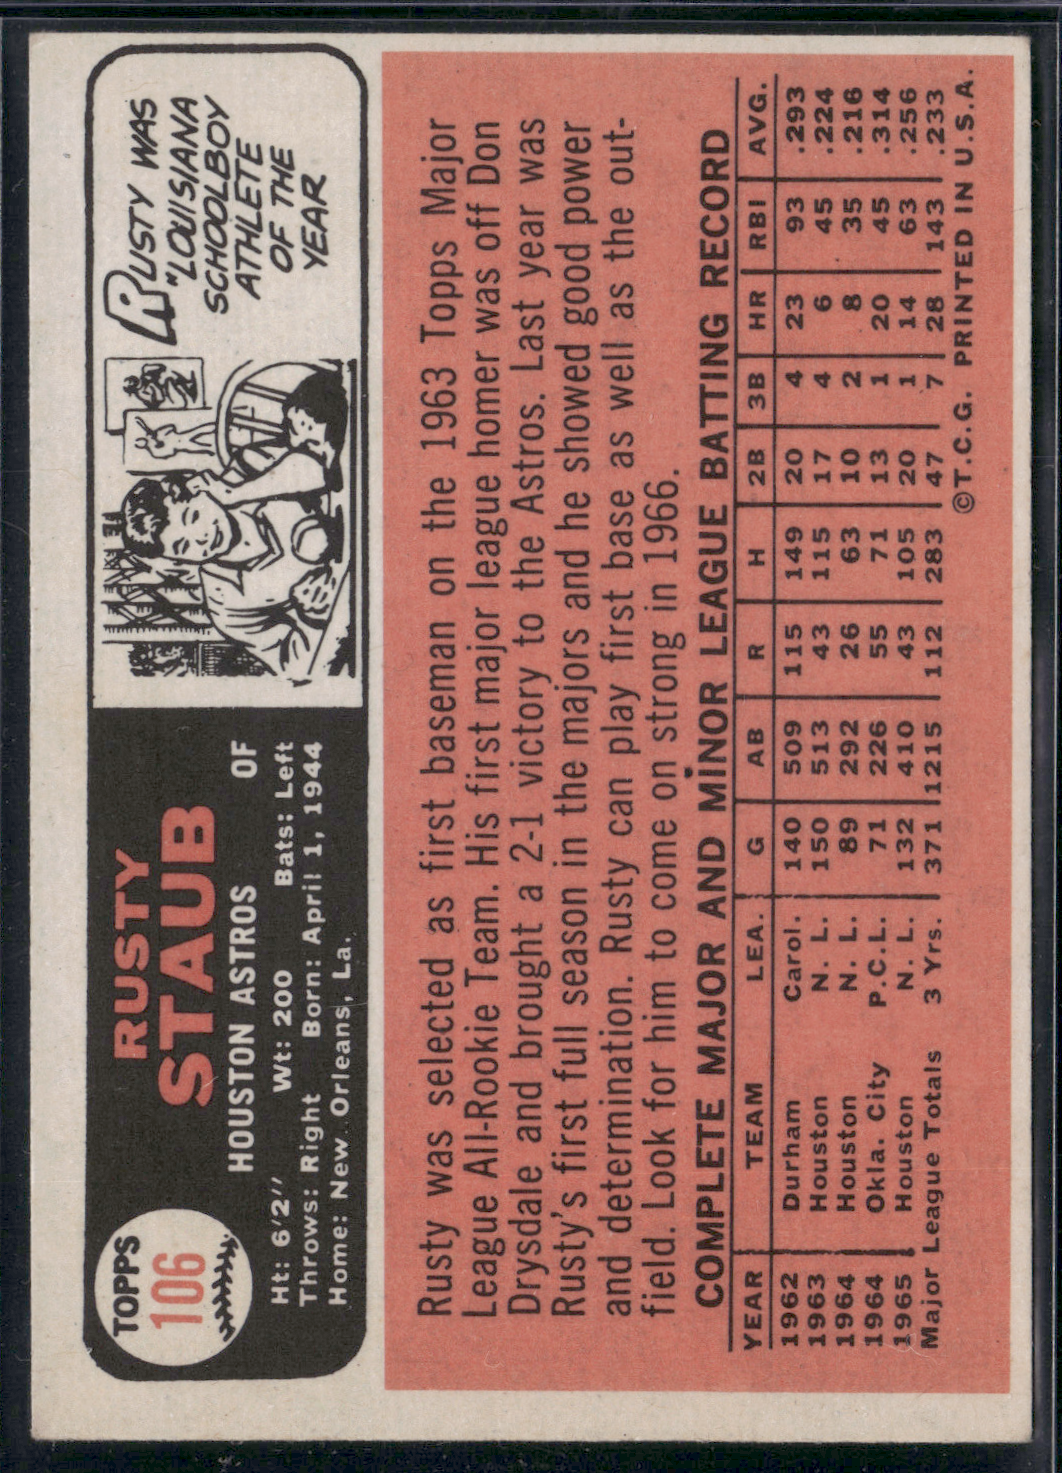 TOPPS
106
RUSTY
STAUB
HOUSTON ASTROS OF
Ht: 6'2'' Wt: 200 Bats: Left
Throws: Right Born: April 1, 1944
Home: New Orleans, La.
RUSTY WAS
"LOUISIANA
SCHOOLBOY
ATHLETE
OF THE
YEAR
Rusty was selected as first baseman on the 1963 Topps Major
League All-Rookie Team. His first major league homer was off Don
Drysdale and brought a 2-1 victory to the Astros. Last year was
Rusty's first full season in the majors and he showed good power
and determination. Rusty can play first base as well as the out-
field. Look for him to come on strong in 1966.
COMPLETE MAJOR AND MINOR LEAGUE BATTING RECORD
YEAR TEAM LEA. G AB R H 2B 3B HR RBI AVG.
1962 Durham Carol. 140 509 115 149 20 4 23 93 .293
1963 Houston N. L. 150 513 43 115 17 4 6 45 .224
1964 Houston N. L. 89 292 26 63 10 2 8 35 .216
1964 Okla. City P.C.L. 71 226 55 71 13 1 20 45 .314
1965 Houston N. L. 132 410 43 105 20 1 14 63 .256
Major League Totals 3 Yrs. 371 1215 112 283 47 7 28 143 .233
©T.C.G. PRINTED IN U.S.A.